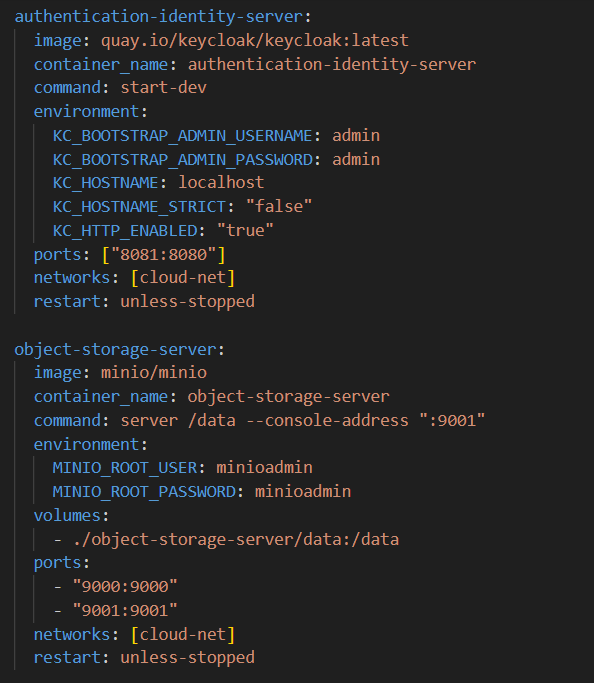 authentication-identity-server:
  image: quay.io/keycloak/keycloak:latest
  container_name: authentication-identity-server
  command: start-dev
  environment:
    KC_BOOTSTRAP_ADMIN_USERNAME: admin
    KC_BOOTSTRAP_ADMIN_PASSWORD: admin
    KC_HOSTNAME: localhost
    KC_HOSTNAME_STRICT: "false"
    KC_HTTP_ENABLED: "true"
  ports: ["8081:8080"]
  networks: [cloud-net]
  restart: unless-stopped

object-storage-server:
  image: minio/minio
  container_name: object-storage-server
  command: server /data --console-address ":9001"
  environment:
    MINIO_ROOT_USER: minioadmin
    MINIO_ROOT_PASSWORD: minioadmin
  volumes:
    - ./object-storage-server/data:/data
  ports:
    - "9000:9000"
    - "9001:9001"
  networks: [cloud-net]
  restart: unless-stopped